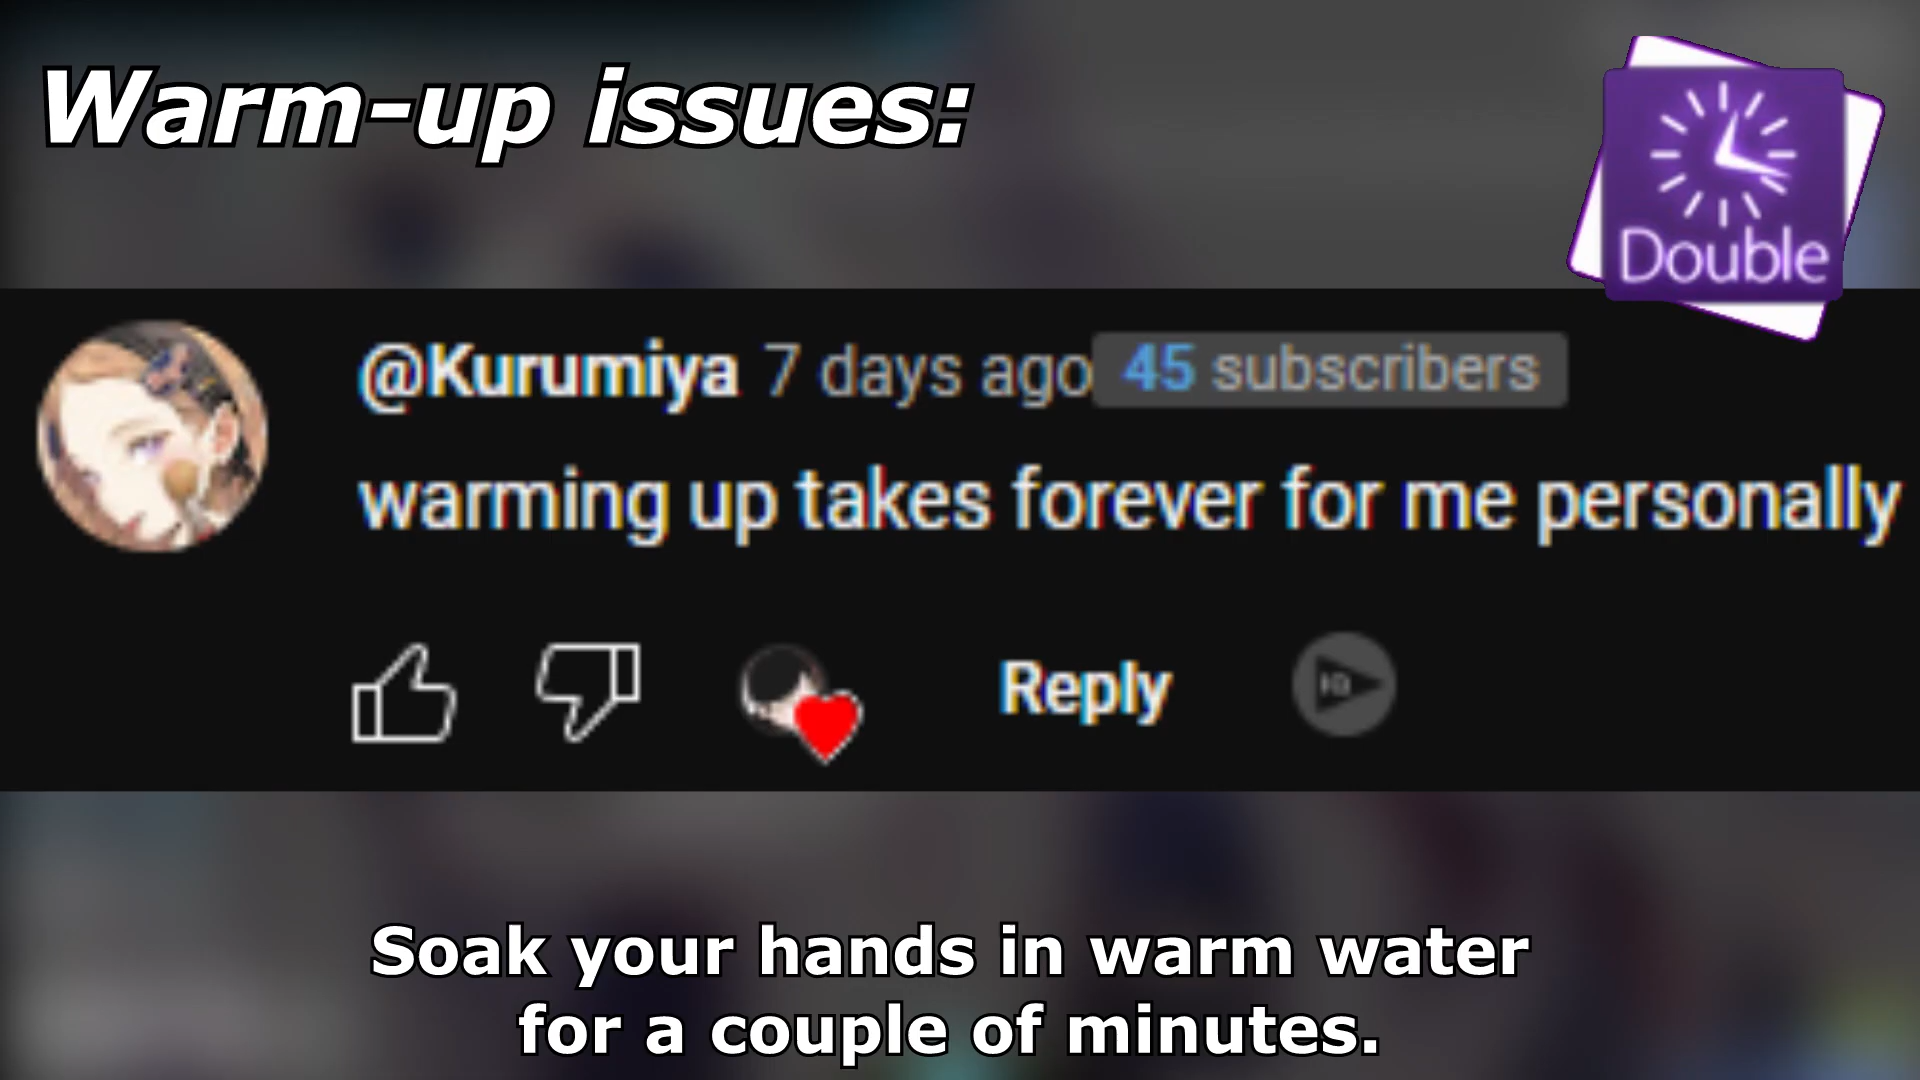 Warm-up issues:
Double
@Kurumiya 7 days ago 45 subscribers
warming up takes forever for me personally
Reply
Soak your hands in warm water
for a couple of minutes.